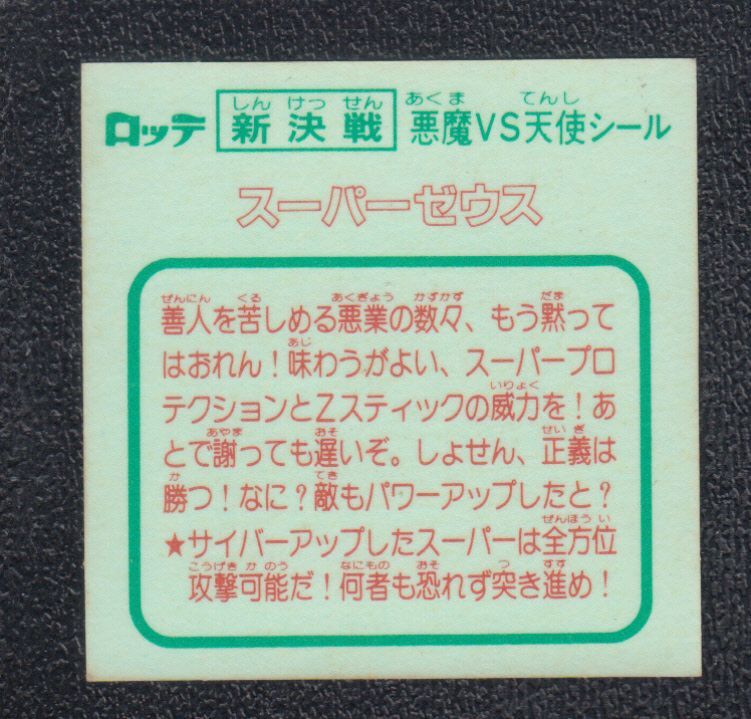 ロッテ 新決戦 悪魔VS天使シール
しん けっ せん あくま てんし
スーパーゼウス
ぜんにん くる あくぎょう かずかず だま
善人を苦しめる悪業の数々、もう黙って
あじ
はおれん！味わうがよい、スーパープロ
いりょく
テクションとZスティックの威力を！あ
あやま おそ せいぎ
とで謝っても遅いぞ。しょせん、正義は
か てき
勝つ！なに？敵もパワーアップしたと？
ぜんほうい
★サイバーアップしたスーパーは全方位
こうげきかのう なにもの おそ つ すす
攻撃可能だ！何者も恐れず突き進め！